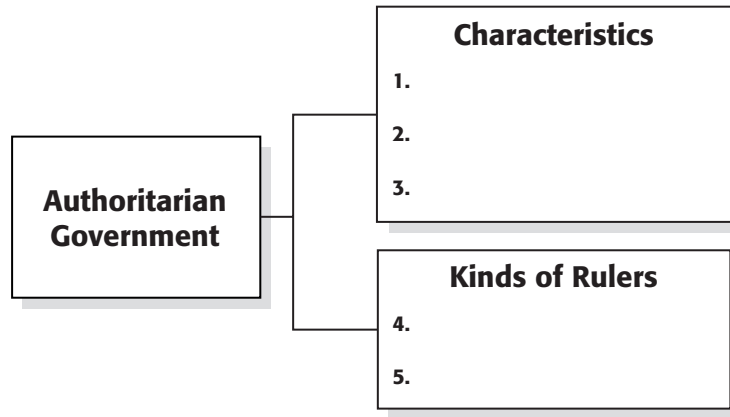 Authoritarian
Government
Characteristics
1.
2.
3.
Kinds of Rulers
4.
5.